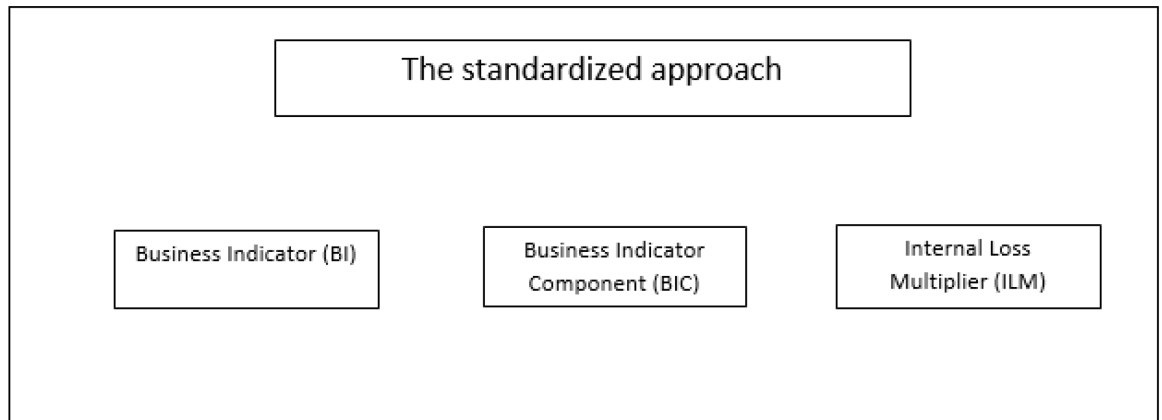 The standardized approach
Business Indicator (BI)
Business Indicator
Component (BIC)
Internal Loss
Multiplier (ILM)